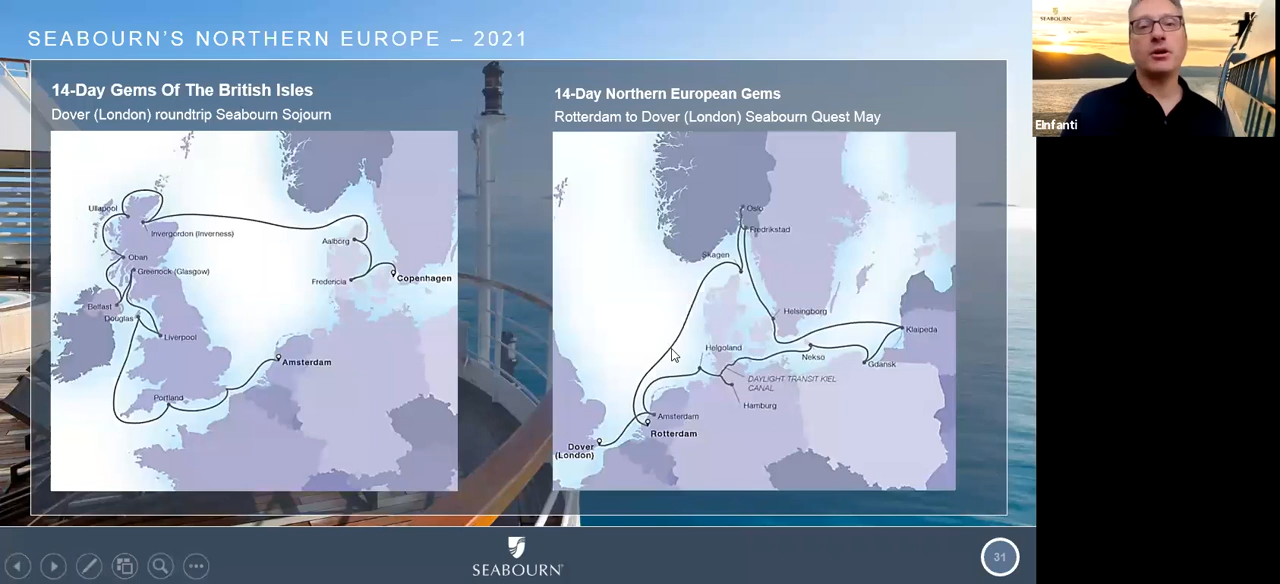 SEABOURN'S NORTHERN EUROPE – 2021
SEABOURN
Einfanti
14-Day Gems Of The British Isles
Dover (London) roundtrip Seabourn Sojourn
Ullapool
Invergordon (Inverness)
Aalborg
Oban
Greenock (Glasgow)
Fredericia
Copenhagen
Belfast
Douglas
Liverpool
Amsterdam
Portland
14-Day Northern European Gems
Rotterdam to Dover (London) Seabourn Quest May
Oslo
Fredrikstad
Skagen
Helsingborg
Klaipeda
Helgoland
Nekso
Gdansk
DAYLIGHT TRANSIT KIEL
CANAL
Hamburg
Amsterdam
Rotterdam
Dover
(London)
SEABOURN
31